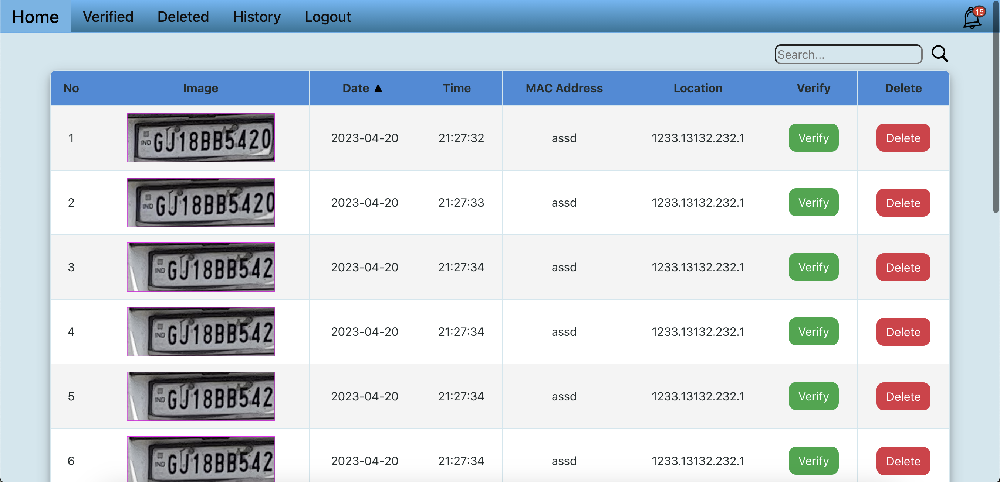 Home Verified Deleted History Logout 15
Search...
No Image Date ▲ Time MAC Address Location Verify Delete
1 IND GJ18BB5420 2023-04-20 21:27:32 assd 1233.13132.232.1 Verify Delete
2 IND GJ18BB5420 2023-04-20 21:27:33 assd 1233.13132.232.1 Verify Delete
3 IND GJ18BB542 2023-04-20 21:27:34 assd 1233.13132.232.1 Verify Delete
4 IND GJ18BB542 2023-04-20 21:27:34 assd 1233.13132.232.1 Verify Delete
5 IND GJ18BB542 2023-04-20 21:27:34 assd 1233.13132.232.1 Verify Delete
6 IND GJ18BB542 2023-04-20 21:27:34 assd 1233.13132.232.1 Verify Delete